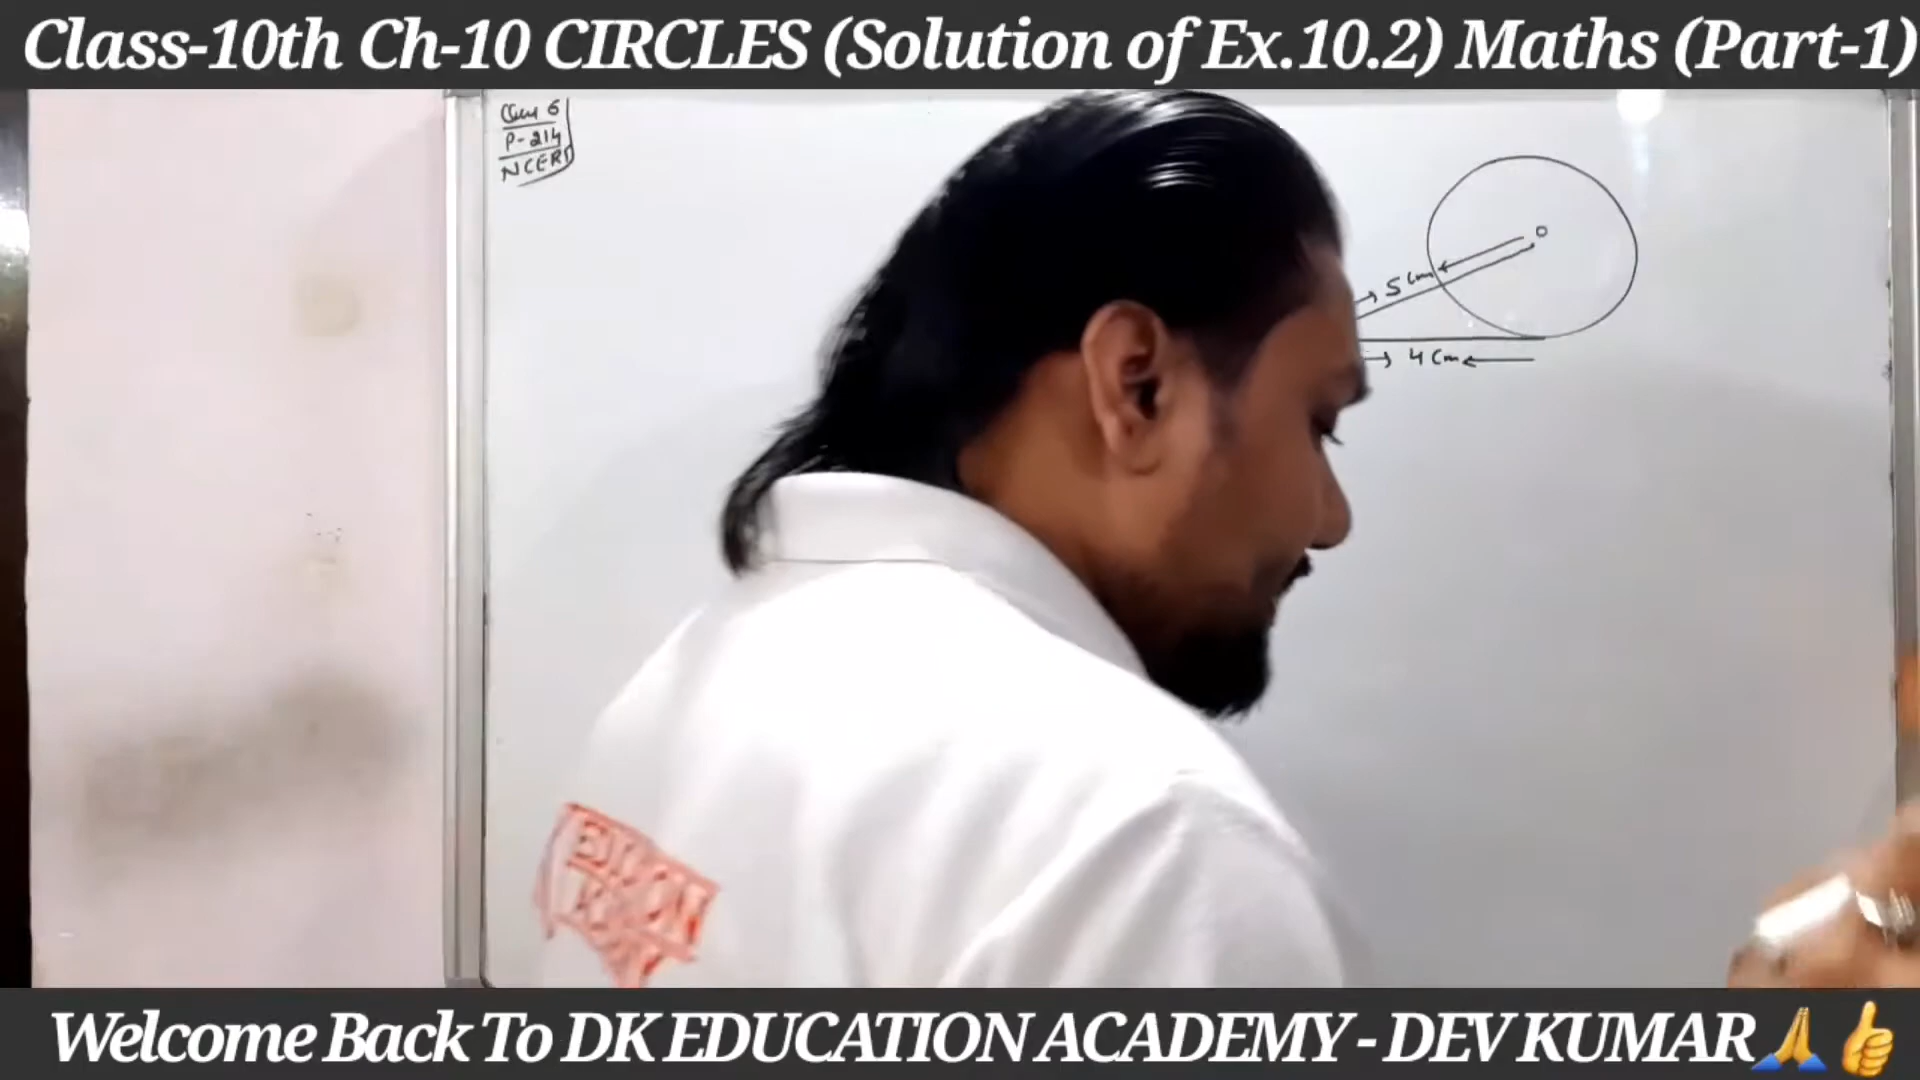 Class-10th Ch-10 CIRCLES (Solution of Ex.10.2) Maths (Part-1)
6
P-214
NCERT
O
5 cm
4 cm
Welcome Back To DK EDUCATION ACADEMY - DEV KUMAR🙏👍